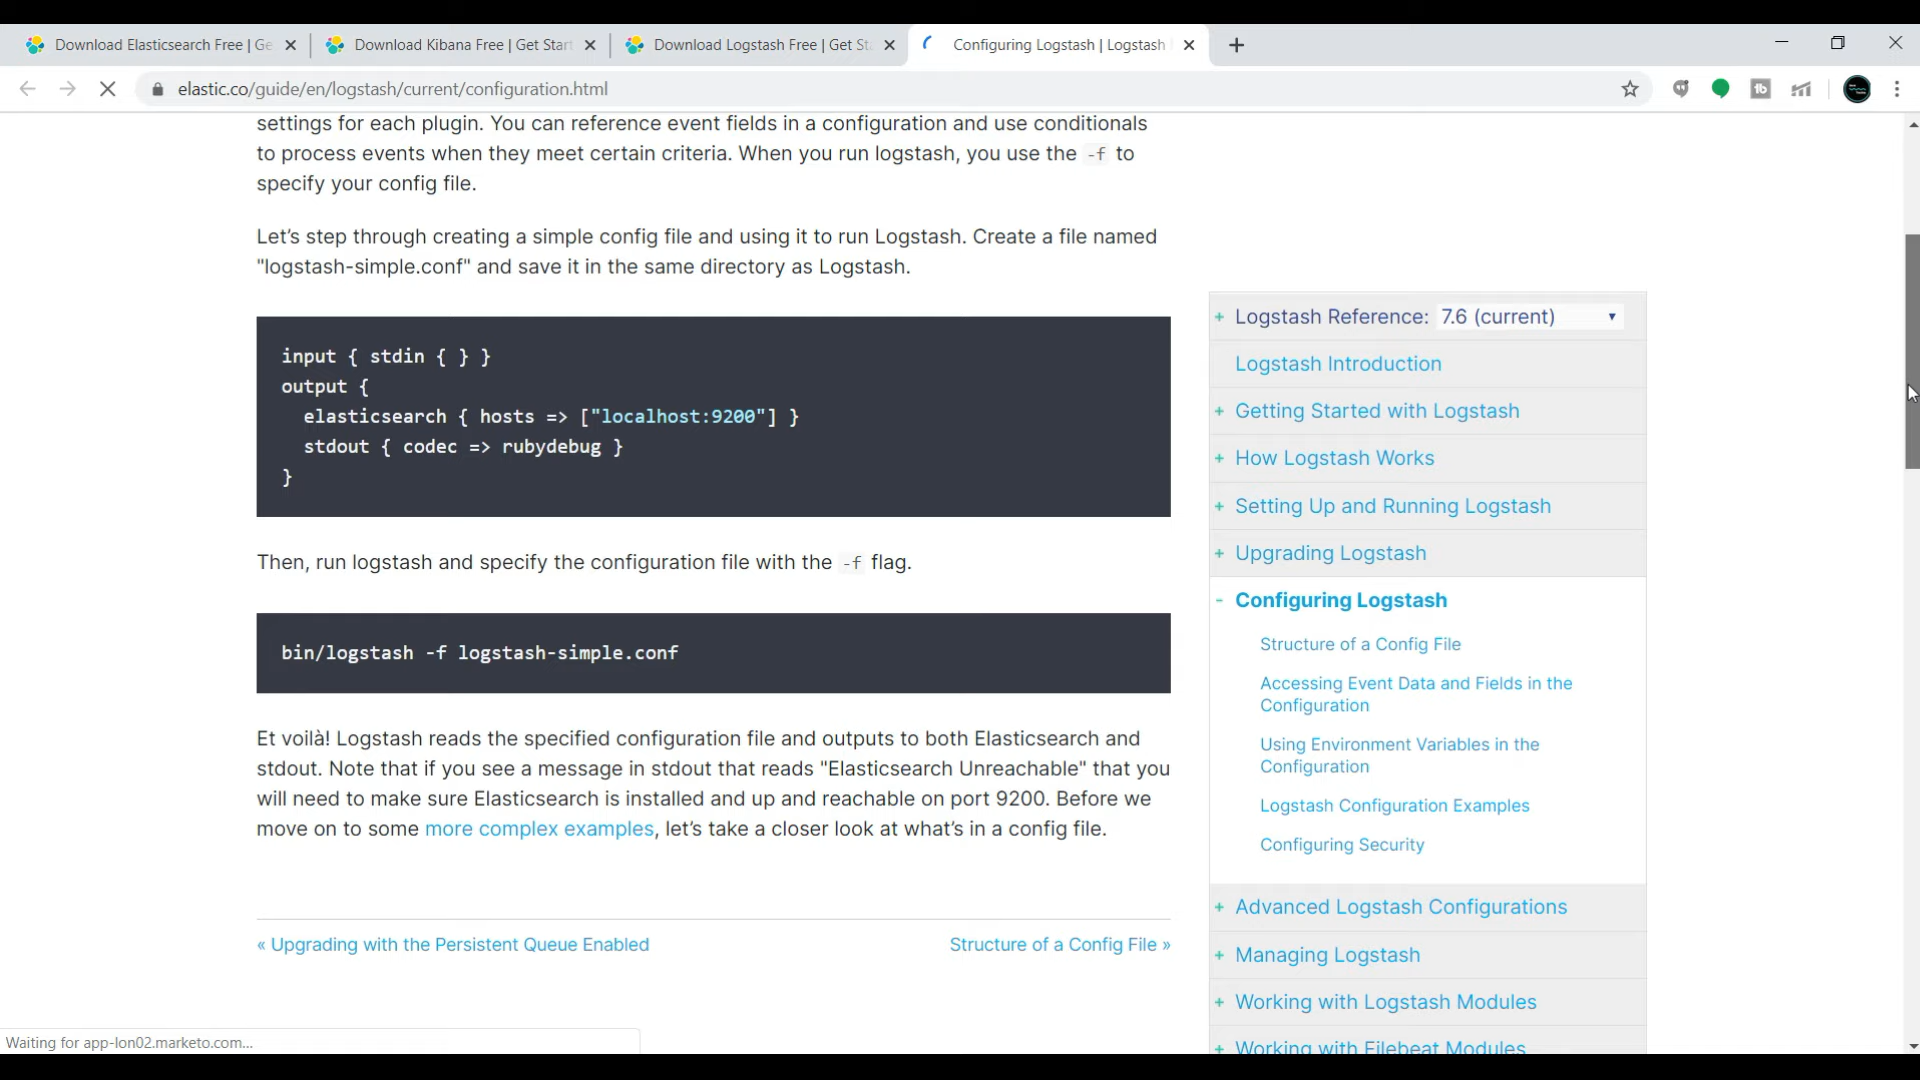 Download Elasticsearch Free | Ge
Download Kibana Free | Get Start
Download Logstash Free | Get St
Configuring Logstash | Logstash
elastic.co/guide/en/logstash/current/configuration.html
settings for each plugin. You can reference event fields in a configuration and use conditionals
to process events when they meet certain criteria. When you run logstash, you use the -f to
specify your config file.
Let’s step through creating a simple config file and using it to run Logstash. Create a file named
"logstash-simple.conf" and save it in the same directory as Logstash.
input { stdin { } }
output {
  elasticsearch { hosts => ["localhost:9200"] }
  stdout { codec => rubydebug }
}
Then, run logstash and specify the configuration file with the -f flag.
bin/logstash -f logstash-simple.conf
Et voilà! Logstash reads the specified configuration file and outputs to both Elasticsearch and
stdout. Note that if you see a message in stdout that reads "Elasticsearch Unreachable" that you
will need to make sure Elasticsearch is installed and up and reachable on port 9200. Before we
move on to some more complex examples, let’s take a closer look at what’s in a config file.
« Upgrading with the Persistent Queue Enabled
Structure of a Config File »
+ Logstash Reference: 7.6 (current)
Logstash Introduction
+ Getting Started with Logstash
+ How Logstash Works
+ Setting Up and Running Logstash
+ Upgrading Logstash
- Configuring Logstash
Structure of a Config File
Accessing Event Data and Fields in the
Configuration
Using Environment Variables in the
Configuration
Logstash Configuration Examples
Configuring Security
+ Advanced Logstash Configurations
+ Managing Logstash
+ Working with Logstash Modules
+ Working with Filebeat Modules
Waiting for app-lon02.marketo.com...